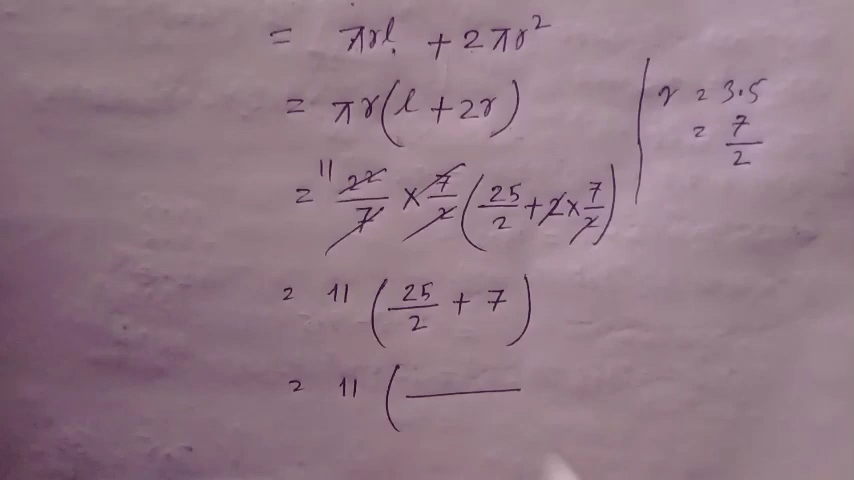 = πrl + 2πr²
= πr(l + 2r)
r = 3.5
= 7/2
= 11 22/7 × 7/2 (25/2 + 2 × 7/2)
= 11 (25/2 + 7)
= 11 (